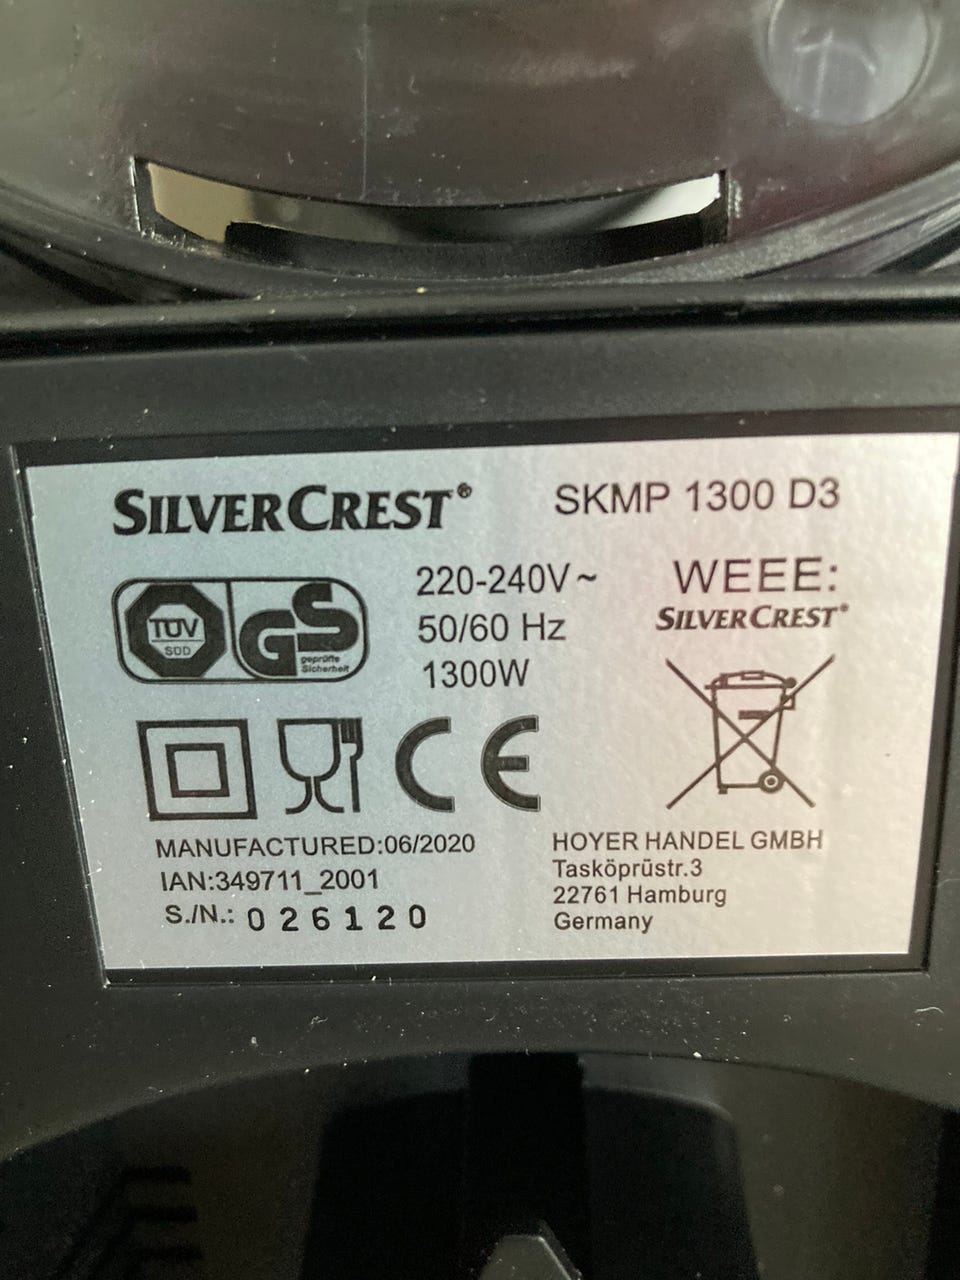 SILVERCREST® SKMP 1300 D3
TÜV
SÜD
GS
geprüfte
Sicherheit
220-240V~
50/60 Hz
1300W
WEEE:
SILVERCREST®
CE
MANUFACTURED:06/2020
IAN:349711_2001
S./N.: 026120
HOYER HANDEL GMBH
Tasköprüstr.3
22761 Hamburg
Germany